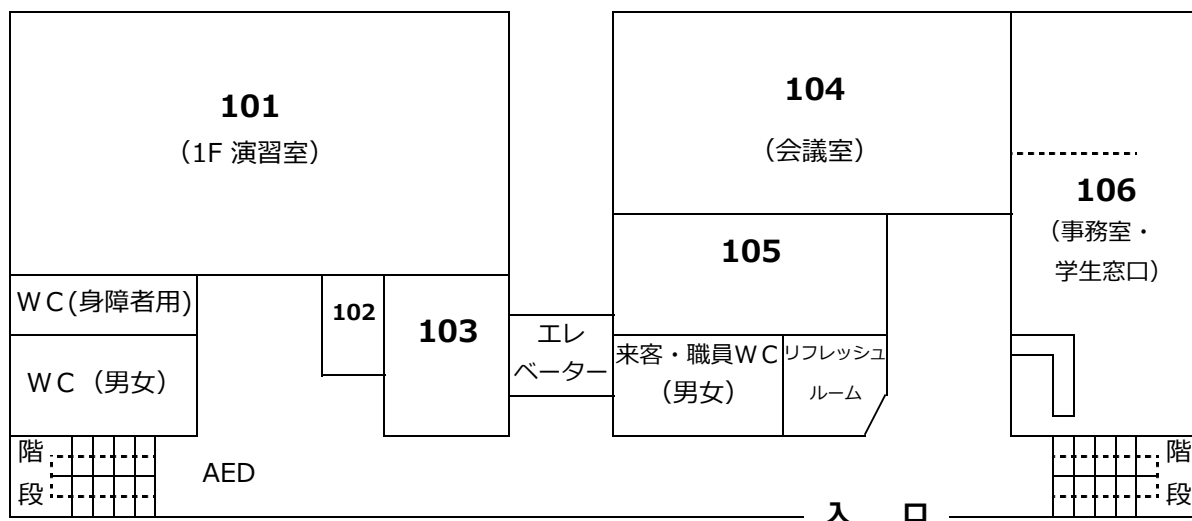 101
（1F 演習室）
104
（会議室）
106
（事務室・
学生窓口）
105
ＷＣ(身障者用)
102
103
エレ
ベーター
来客・職員ＷＣ
（男女）
リフレッシュ
ルーム
ＷＣ（男女）
階
段
AED
階
段
入　口